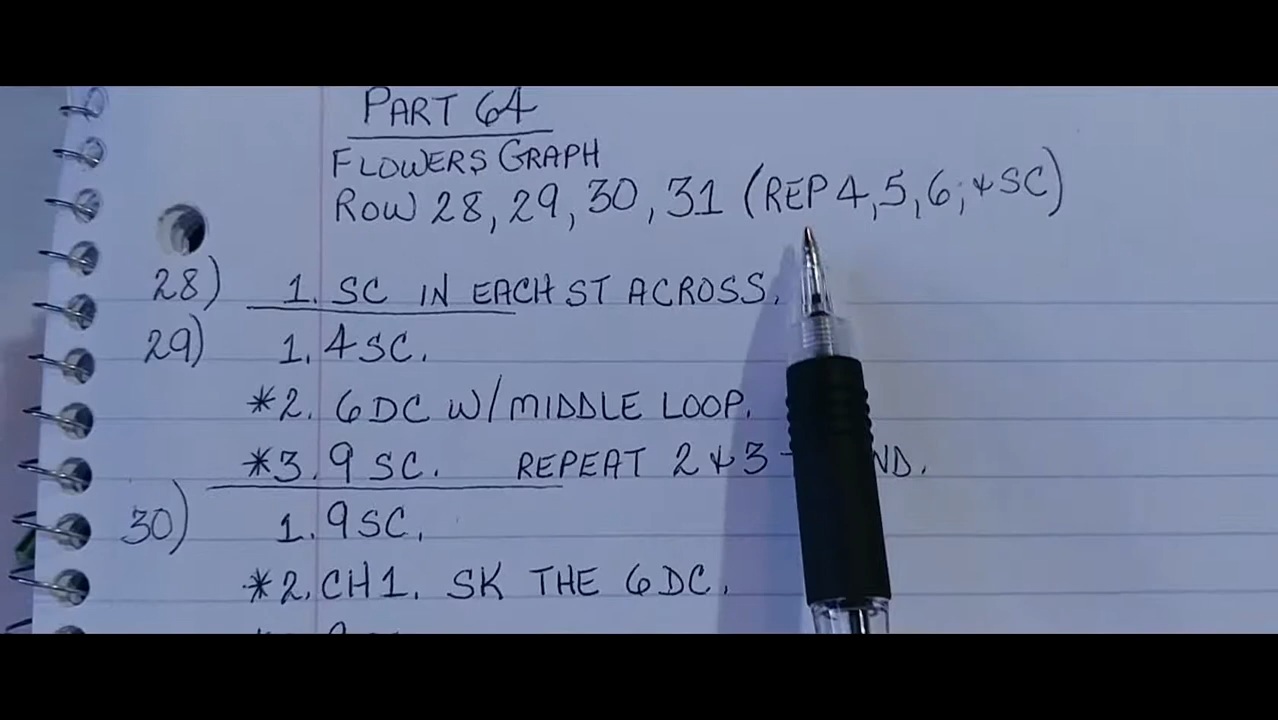 PART 64
FLOWERS GRAPH
ROW 28, 29, 30, 31 (REP 4, 5, 6, & SC)
28) 1. SC IN EACH ST ACROSS.
29) 1. 4 SC.
*2. 6 DC W/ MIDDLE LOOP.
*3. 9 SC. REPEAT 2 & 3
30) 1. 9 SC.
*2. CH 1. SK THE 6 DC.